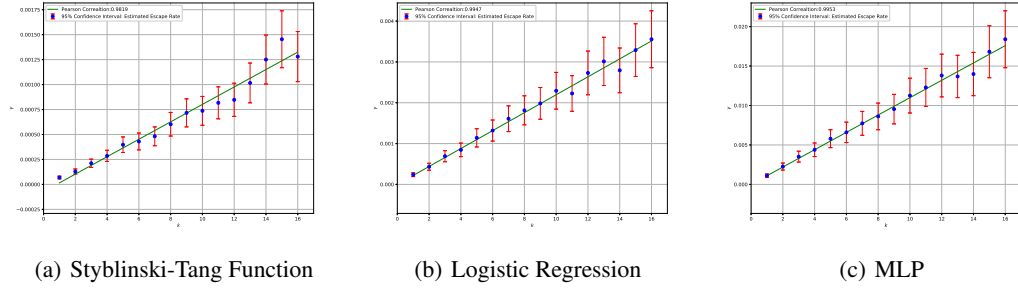 Pearson Correaltion:0.9819
95% Confidence Interval: Estimated Escape Rate
0.00175
0.00150
0.00125
0.00100
0.00075
0.00050
0.00025
0.00000
−0.00025
γ
0 2 4 6 8 10 12 14 16
k
(a) Styblinski-Tang Function
Pearson Correaltion:0.9947
95% Confidence Interval: Estimated Escape Rate
0.004
0.003
0.002
0.001
0.000
γ
0 2 4 6 8 10 12 14 16
k
(b) Logistic Regression
Pearson Correaltion:0.9953
95% Confidence Interval: Estimated Escape Rate
0.020
0.015
0.010
0.005
0.000
γ
0 2 4 6 8 10 12 14 16
k
(c) MLP